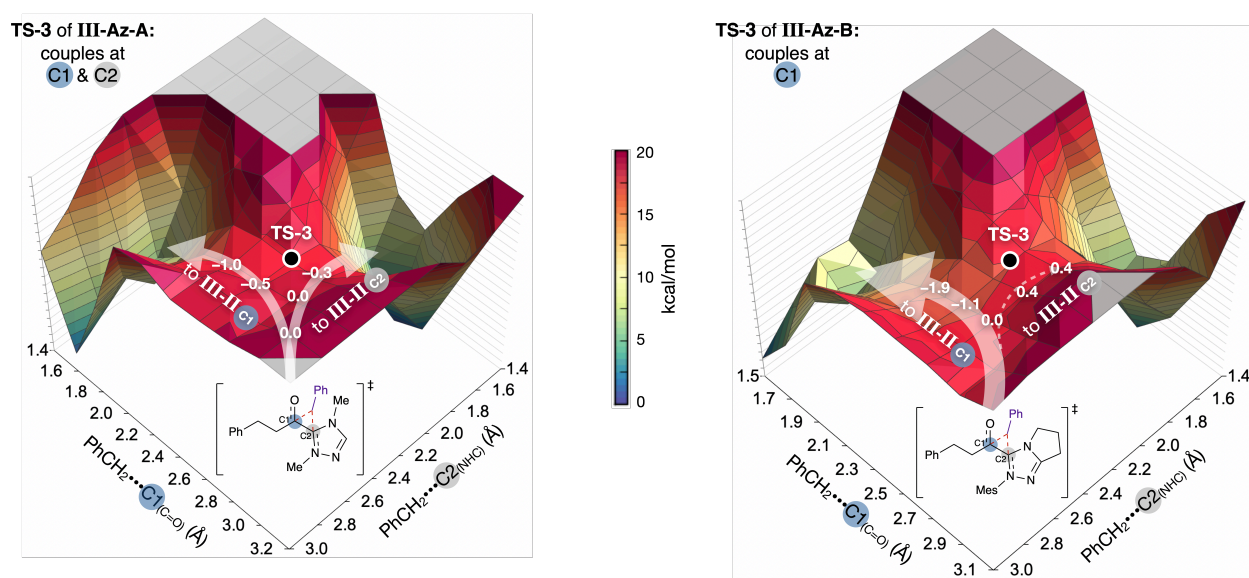 TS-3 of III-Az-A:
couples at
C1 & C2
TS-3
−1.0
−0.5
−0.3
0.0
0.0
to III-II C1
to III-II C2
1.4
1.6
1.8
2.0
2.2
2.4
2.6
2.8
3.0
3.2
PhCH2 C1(C=O) (Å)
1.4
1.6
1.8
2.0
2.2
2.4
2.6
2.8
3.0
PhCH2 C2(NHC) (Å)
Ph
O
Me
C1
N
C2
Ph
N
N
Me
‡
20
15
10
5
0
kcal/mol
TS-3 of III-Az-B:
couples at
C1
TS-3
−1.9
−1.1
0.4
0.4
0.0
to III-II C1
to III-II C2
1.5
1.7
1.9
2.1
2.3
2.5
2.7
2.9
3.1
PhCH2 C1(C=O) (Å)
1.4
1.6
1.8
2.0
2.2
2.4
2.6
2.8
3.0
PhCH2 C2(NHC) (Å)
Ph
O
C1
N
C2
Ph
N
N
Mes
‡